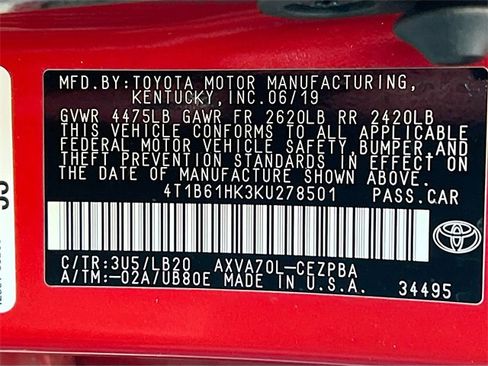 MFD.BY:TOYOTA MOTOR MANUFACTURING,
KENTUCKY,INC.06/19
GVWR 4475LB GAWR FR 2620LB RR 2420LB
THIS VEHICLE CONFORMS TO ALL APPLICABLE
FEDERAL MOTOR VEHICLE SAFETY,BUMPER,AND
THEFT PREVENTION STANDARDS IN EFFECT
ON THE DATE OF MANUFACTURE SHOWN ABOVE.
4T1B61HK3KU278501 PASS.CAR
C/TR:3U5/LB20 AXVA70L-CEZPBA
A/TM:-02A/UB80E MADE IN U.S.A.
34495